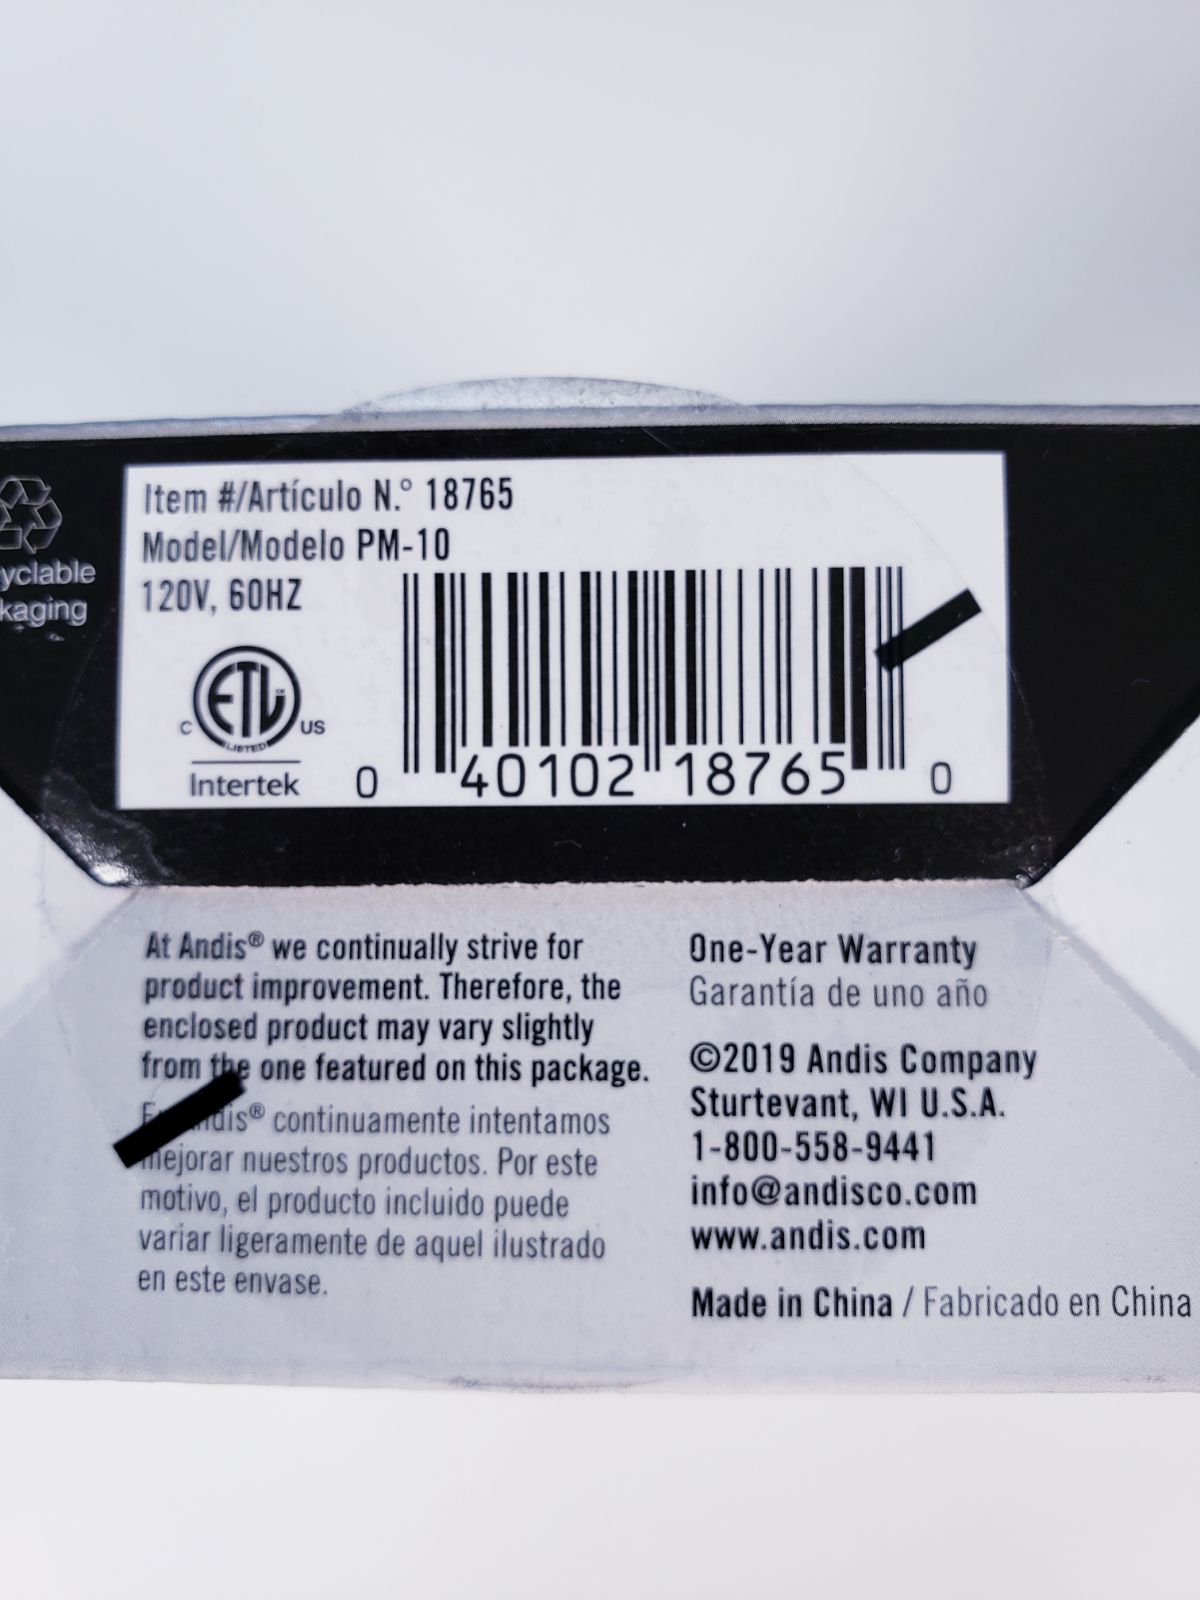 yclable
kaging
Item #/Artículo N.° 18765
Model/Modelo PM-10
120V, 60HZ
C ETL US
LISTED
Intertek
0 40102 18765 0
At Andis® we continually strive for
product improvement. Therefore, the
enclosed product may vary slightly
from the one featured on this package.
continuamente intentamos
mejorar nuestros productos. Por este
motivo, el producto incluido puede
variar ligeramente de aquel ilustrado
en este envase.
One-Year Warranty
Garantía de uno año
©2019 Andis Company
Sturtevant, WI U.S.A.
1-800-558-9441
info@andisco.com
www.andis.com
Made in China / Fabricado en China